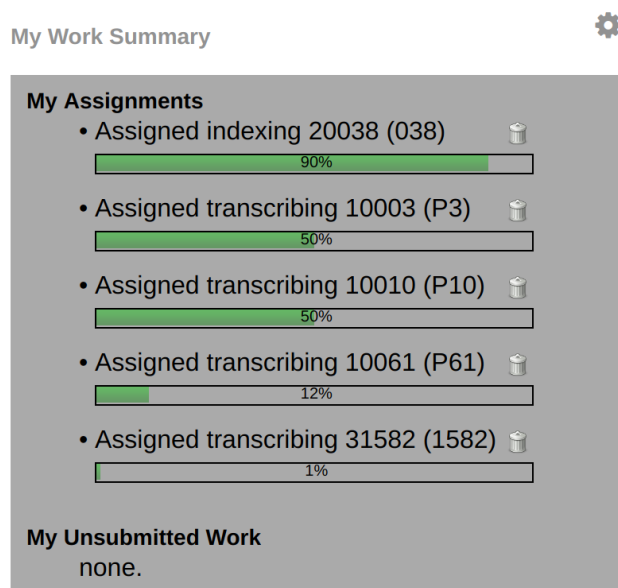 My Work Summary
My Assignments
• Assigned indexing 20038 (038)
90%
• Assigned transcribing 10003 (P3)
50%
• Assigned transcribing 10010 (P10)
50%
• Assigned transcribing 10061 (P61)
12%
• Assigned transcribing 31582 (1582)
1%
My Unsubmitted Work
none.